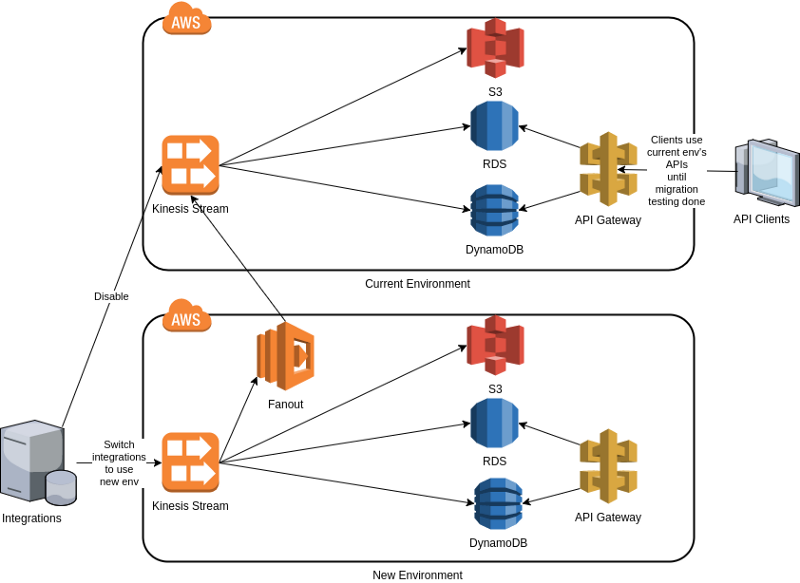 AWS
S3
RDS
Kinesis Stream
DynamoDB
API Gateway
Clients use
current env's
APIs
until
migration
testing done
API Clients
Current Environment
Disable
AWS
S3
Fanout
RDS
Switch
integrations
to use
new env
Kinesis Stream
Integrations
API Gateway
DynamoDB
New Environment